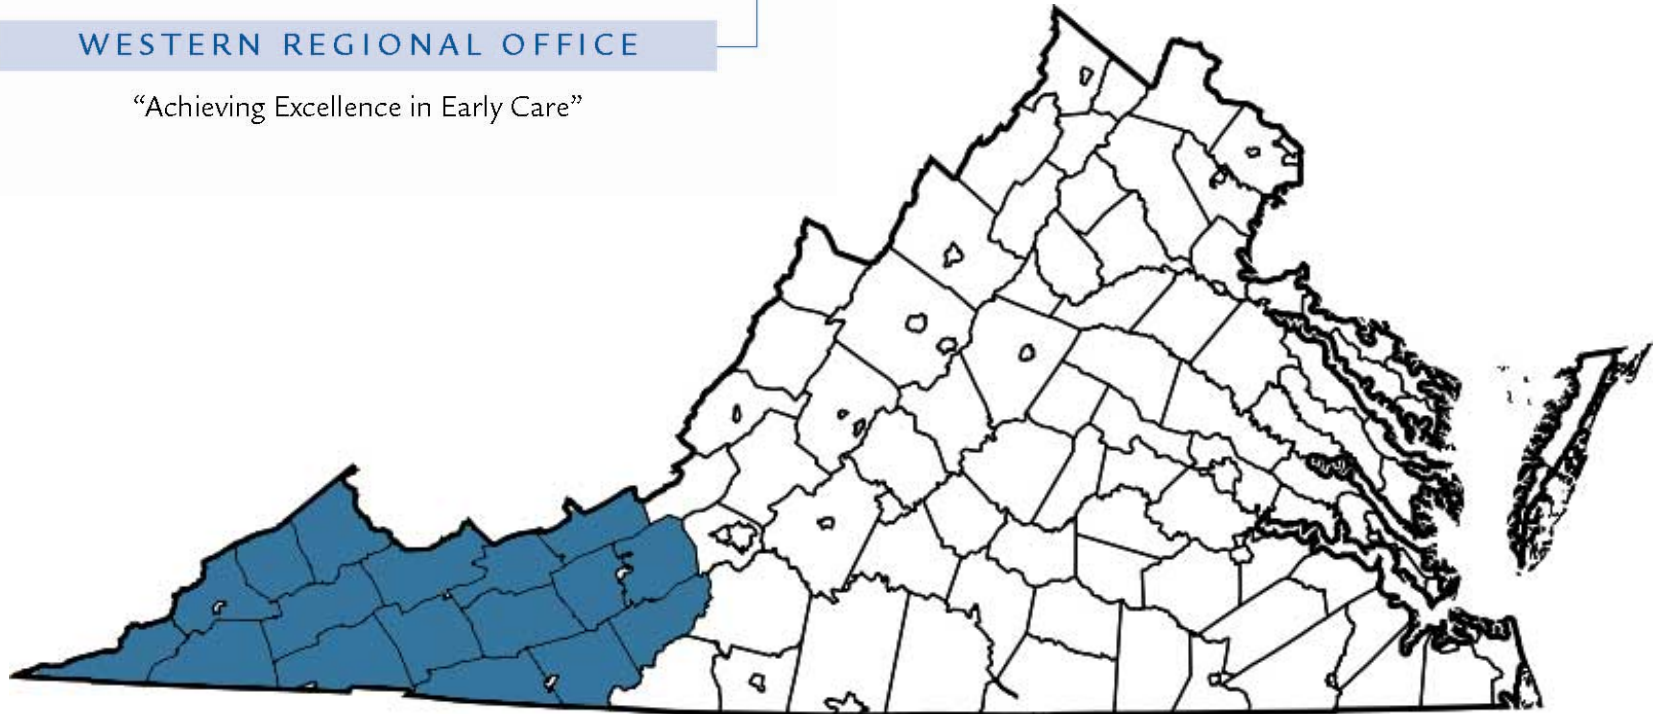 WESTERN REGIONAL OFFICE
“Achieving Excellence in Early Care”